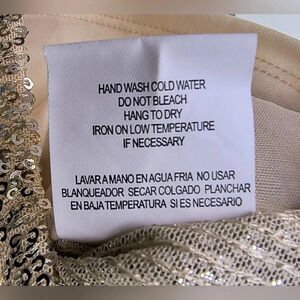 HAND WASH COLD WATER
DO NOT BLEACH
HANG TO DRY
IRON ON LOW TEMPERATURE
IF NECESSARY
LAVAR A MANO EN AGUA FRIA NO USAR
BLANQUEADOR SECAR COLGADO PLANCHAR
EN BAJA TEMPERATURA SI ES NECESARIO